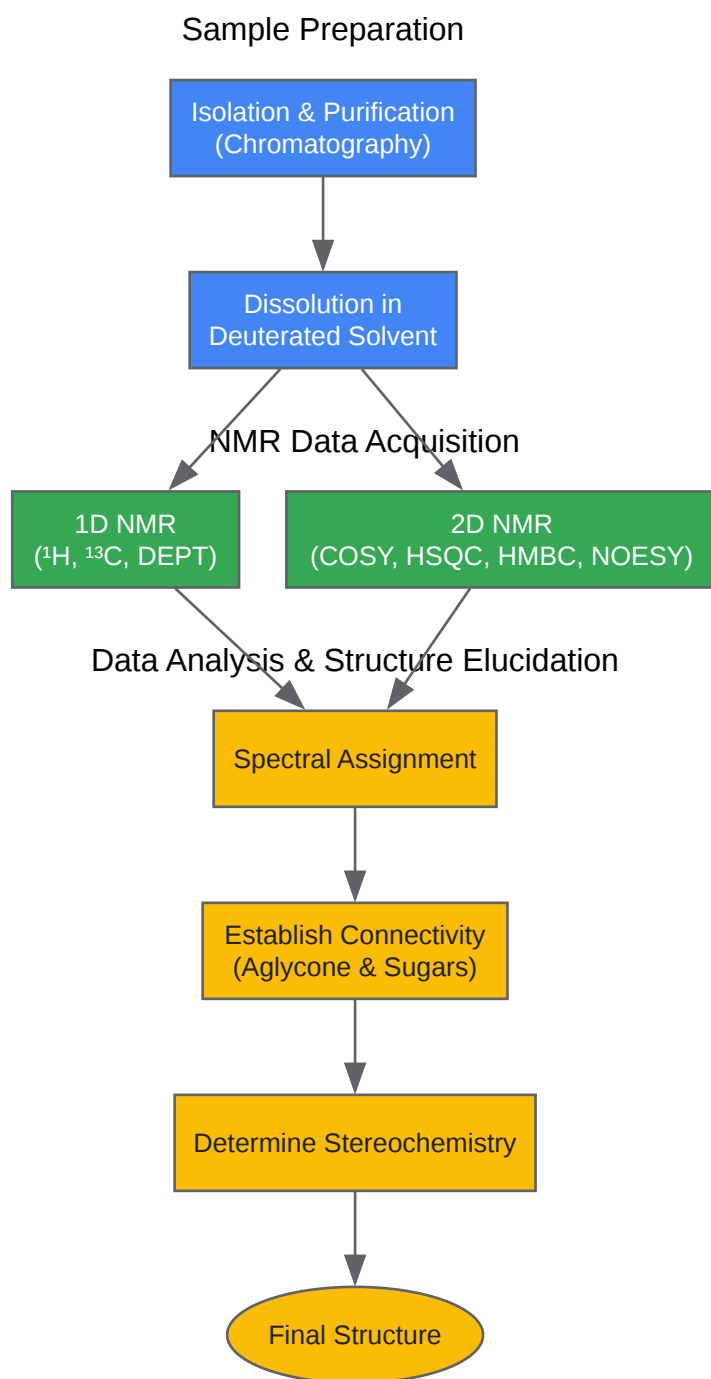 Sample Preparation
Isolation & Purification
(Chromatography)
Dissolution in
Deuterated Solvent
NMR Data Acquisition
1D NMR
(¹H, ¹³C, DEPT)
2D NMR
(COSY, HSQC, HMBC, NOESY)
Data Analysis & Structure Elucidation
Spectral Assignment
Establish Connectivity
(Aglycone & Sugars)
Determine Stereochemistry
Final Structure